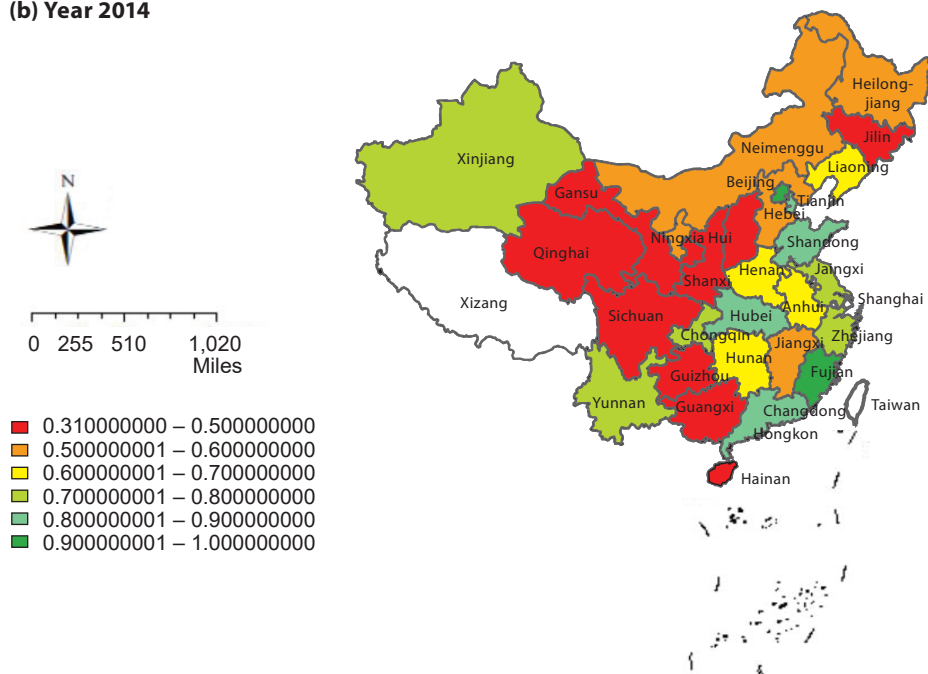 (b) Year 2014
Heilong-
jiang
Jilin
Xinjiang
Neimenggu
Liaoning
N
Beijing
Gansu
Tianjin
Hebei
Ningxia Hui
Shandong
Qinghai
Henan
Jaingxi
Shanxi
Xizang
Anhui
Shanghai
Sichuan
Hubei
Chongqin
Zhejiang
Jiangxi
0 255 510 1,020
Miles
Hunan
Guizhou
Fujian
Yunnan
Guangxi
Changdong
Taiwan
Hongkon
Hainan
0.310000000 – 0.500000000
0.500000001 – 0.600000000
0.600000001 – 0.700000000
0.700000001 – 0.800000000
0.800000001 – 0.900000000
0.900000001 – 1.000000000